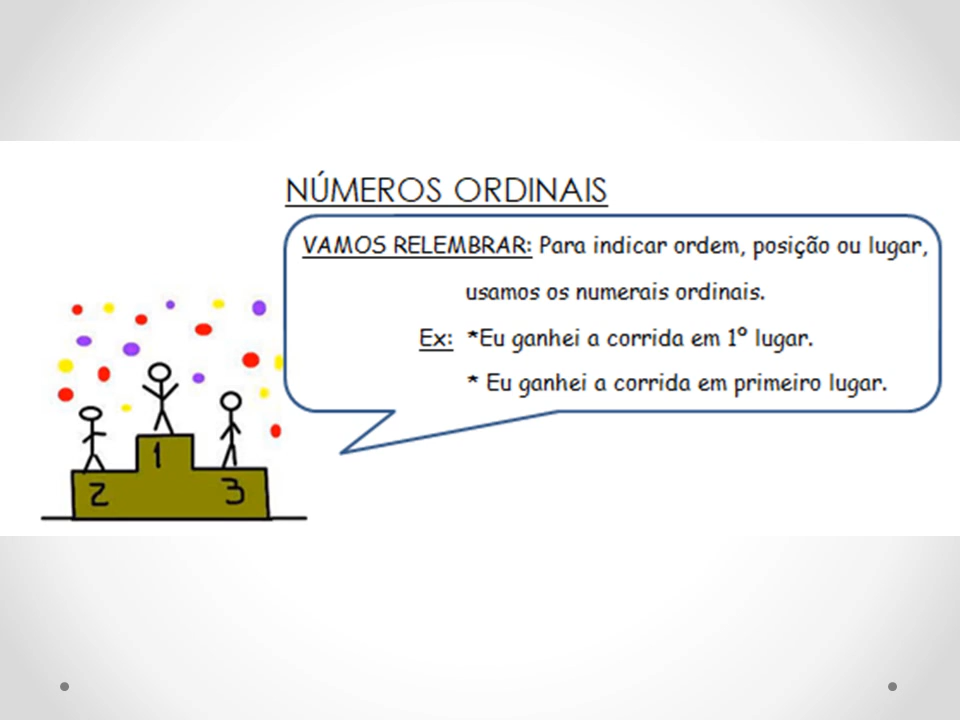 NÚMEROS ORDINAIS
VAMOS RELEMBRAR: Para indicar ordem, posição ou lugar,
usamos os numerais ordinais.
Ex: *Eu ganhei a corrida em 1º lugar.
* Eu ganhei a corrida em primeiro lugar.
1
2 3